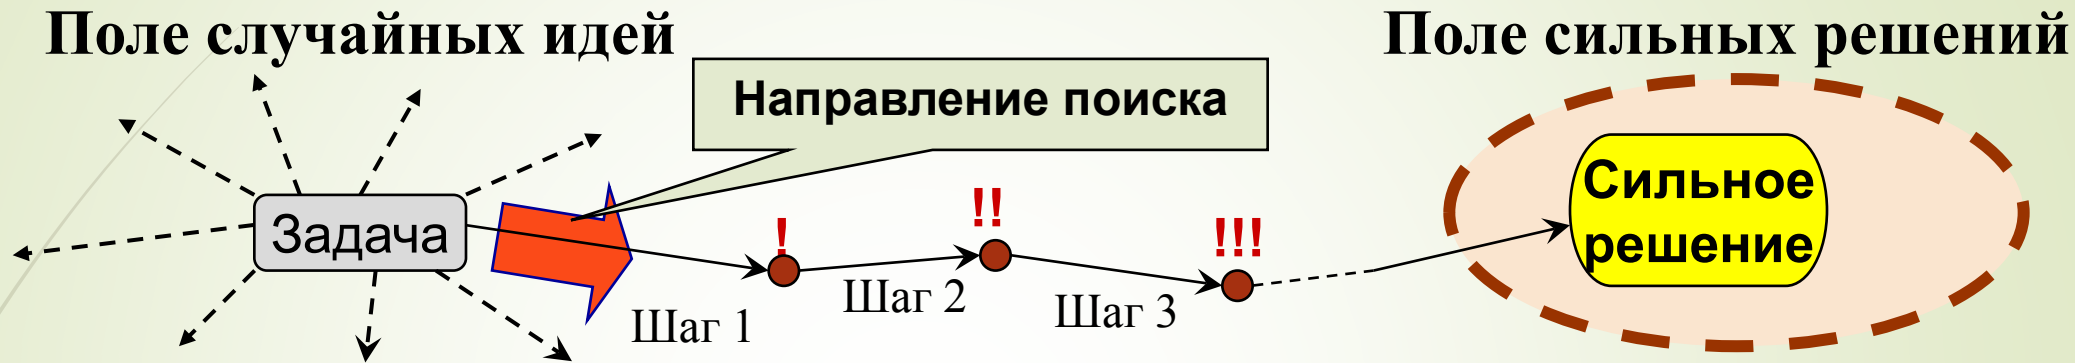 Поле случайных идей
Поле сильных решений
Направление поиска
Задача
!
!!
!!!
Шаг 1
Шаг 2
Шаг 3
Сильное
решение